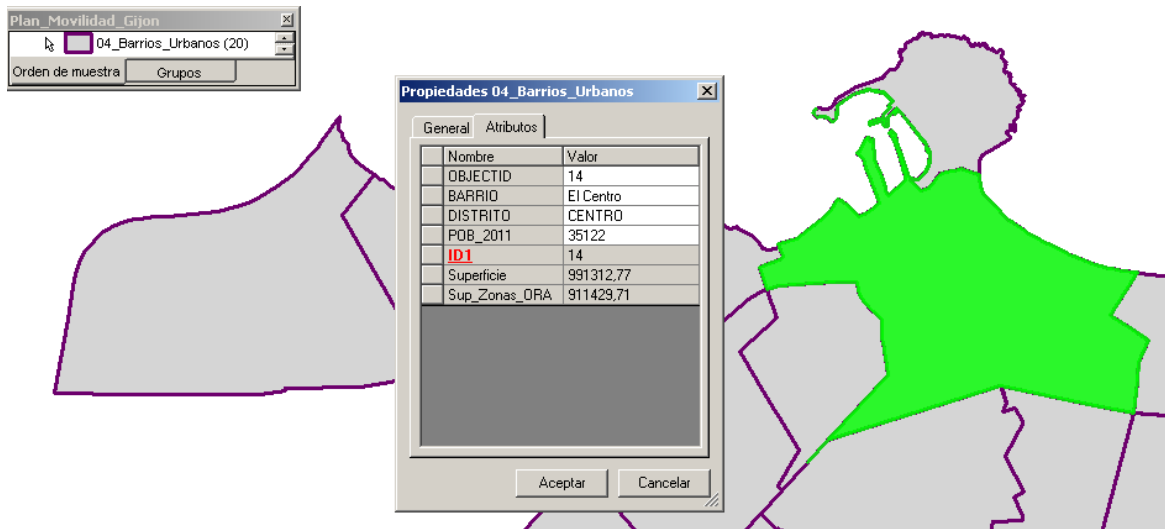 Plan_Movilidad_Gijon
04_Barrios_Urbanos (20)
Orden de muestra Grupos
Propiedades 04_Barrios_Urbanos
General Atributos
Nombre Valor
OBJECTID 14
BARRIO El Centro
DISTRITO CENTRO
POB_2011 35122
ID1 14
Superficie 991312,77
Sup_Zonas_ORA 911429,71
Aceptar Cancelar